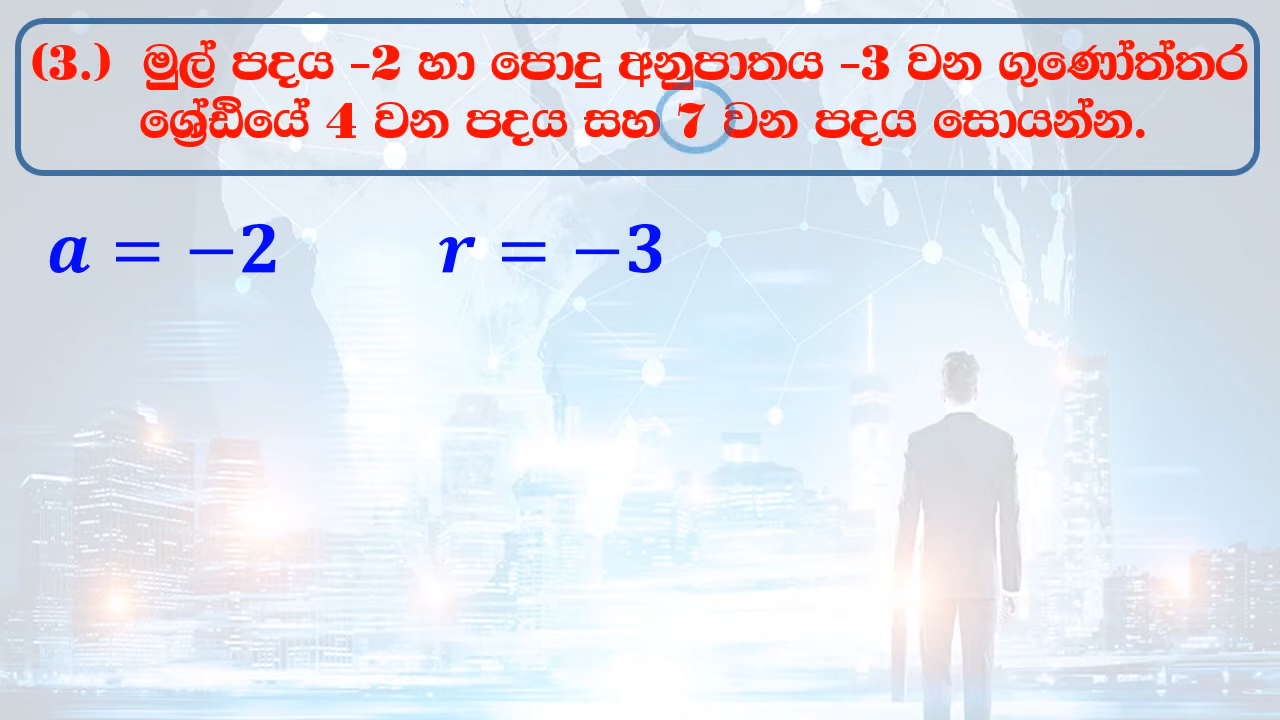 (3.) මුල් පදය -2 හා පොදු අනුපාතය -3 වන ගුණෝත්තර
ශ්‍රේඪියේ 4 වන පදය සහ 7 වන පදය සොයන්න.
a = −2 r = −3